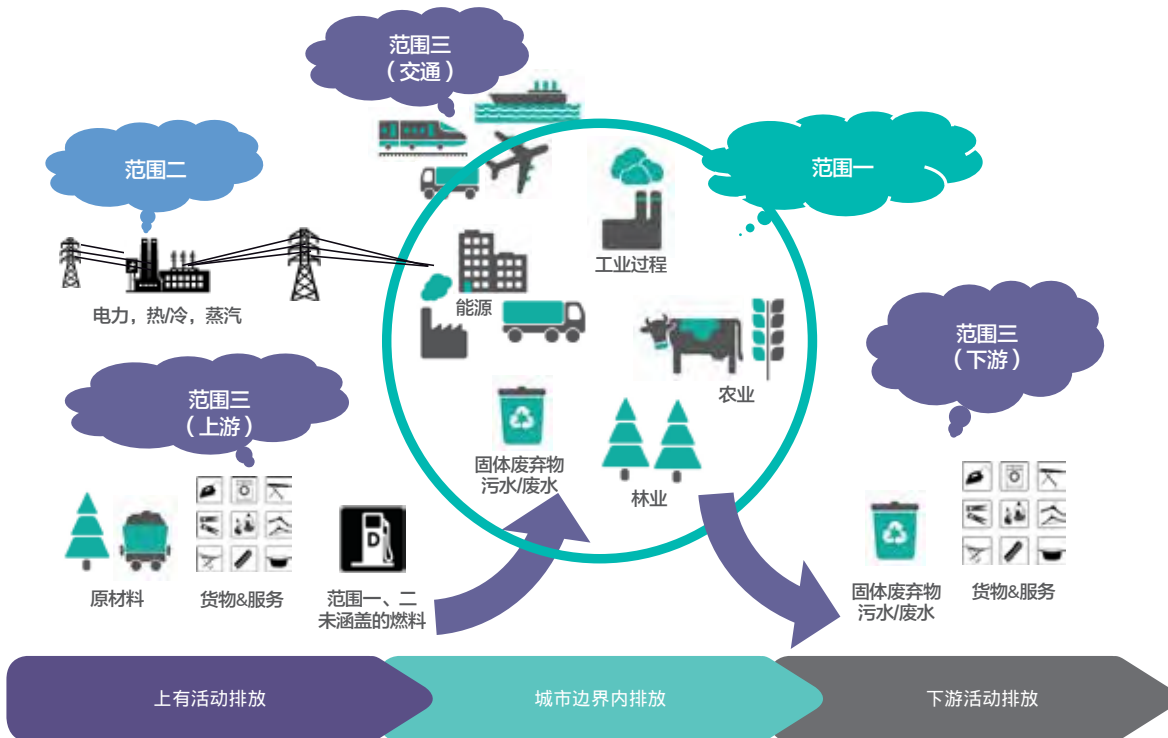 范围三
（交通）
范围二
范围一
工业过程
能源
电力，热/冷，蒸汽
范围三
（下游）
农业
范围三
（上游）
固体废弃物
污水/废水
林业
D
原材料
货物&服务
范围一、二
未涵盖的燃料
固体废弃物
污水/废水
货物&服务
上有活动排放
城市边界内排放
下游活动排放